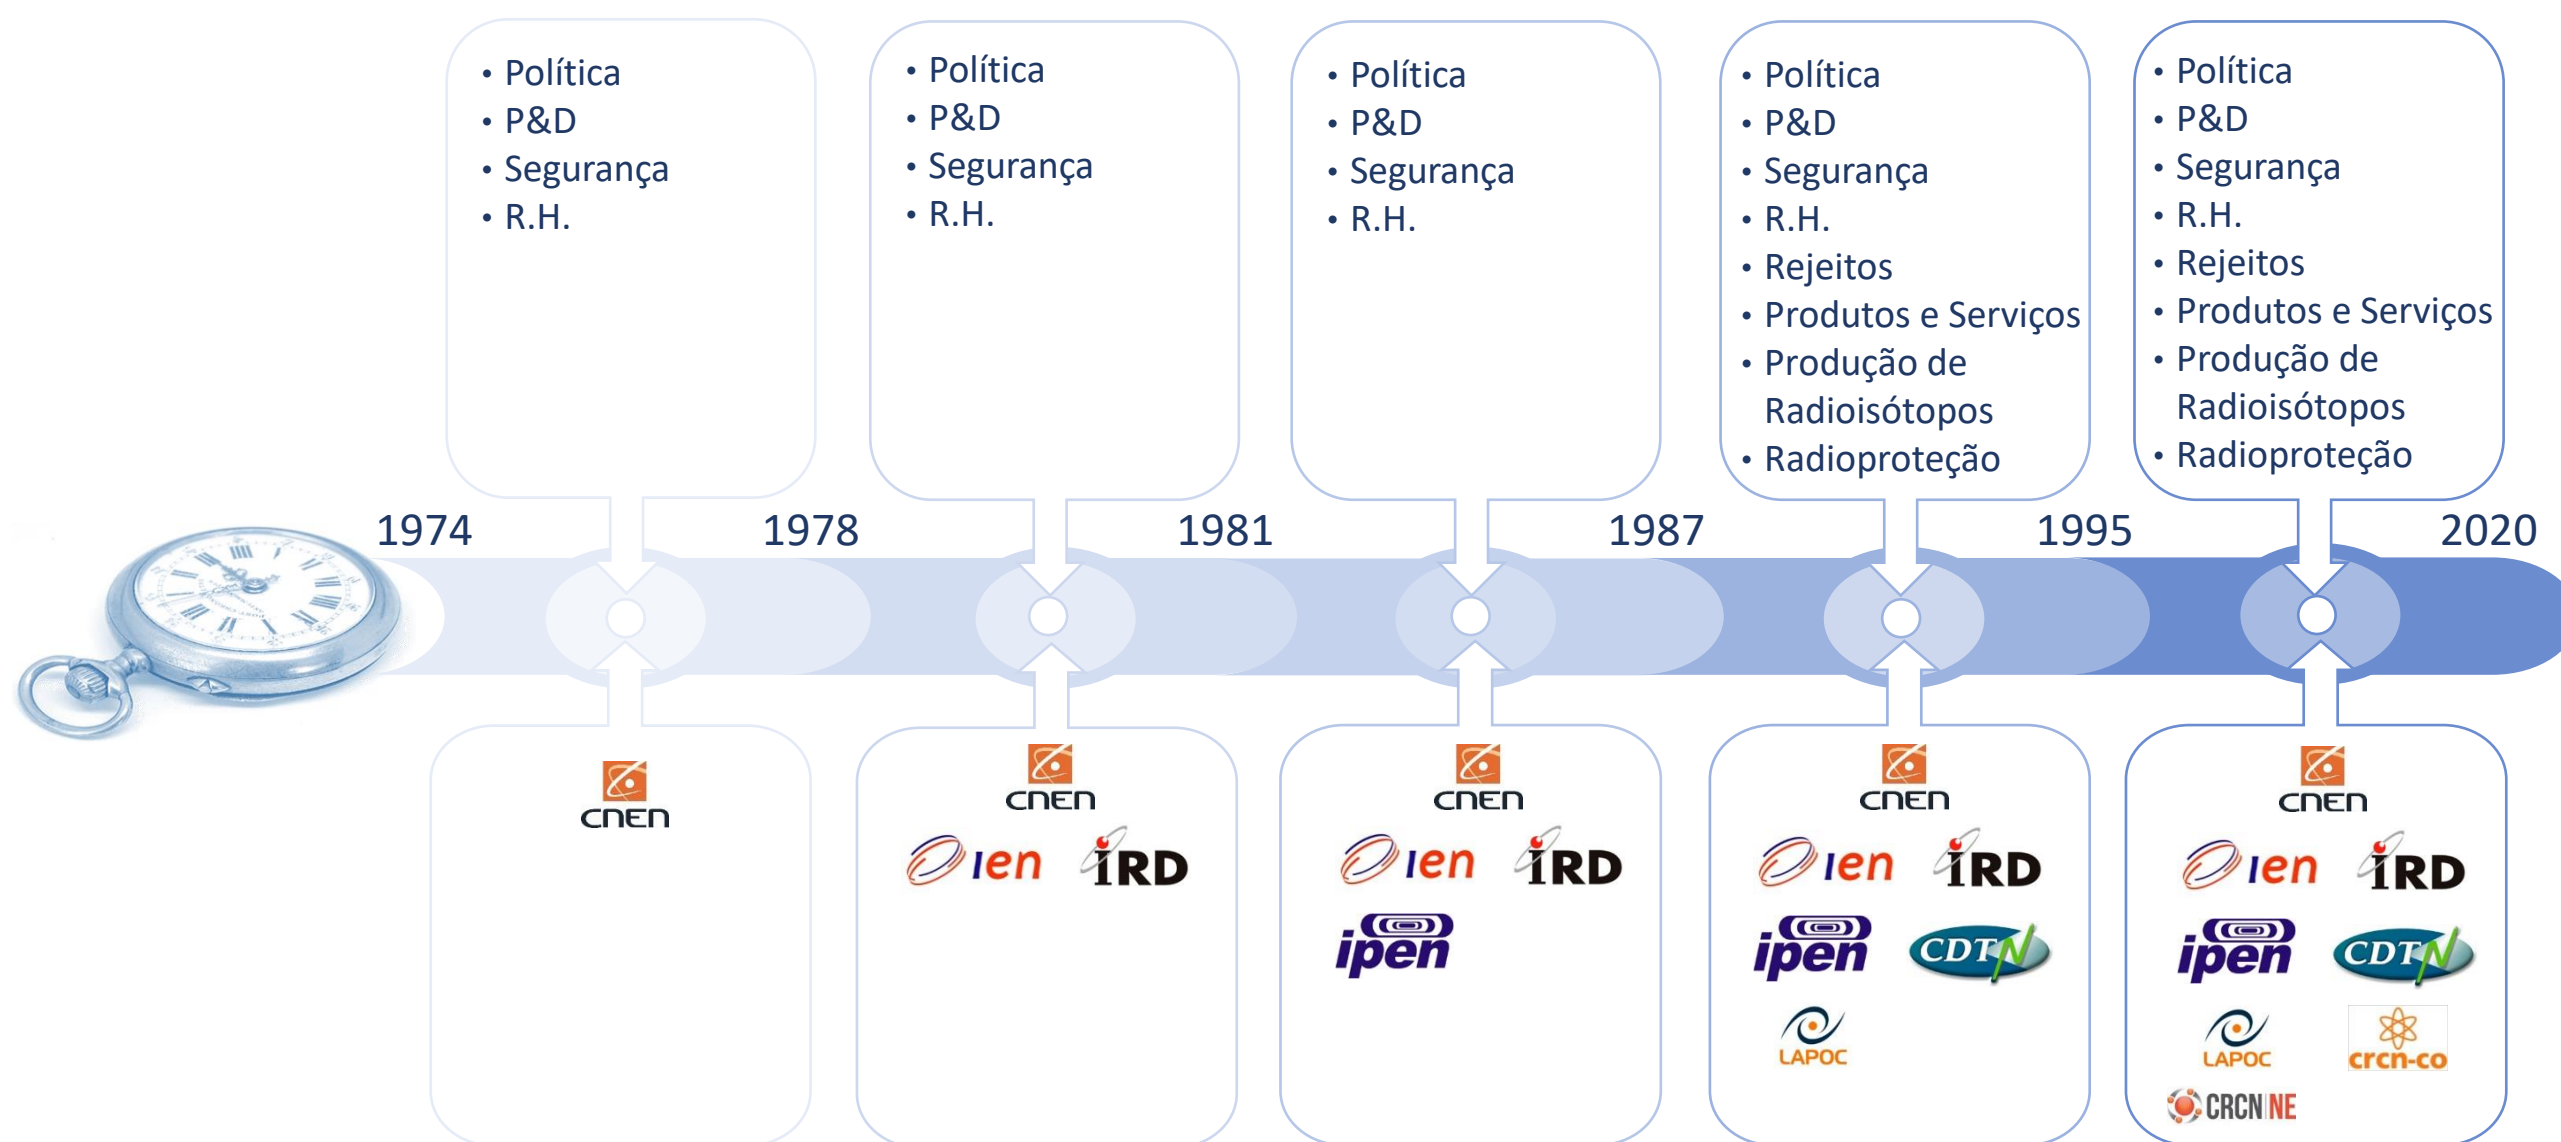 • Política
• P&D
• Segurança
• R.H.
• Política
• P&D
• Segurança
• R.H.
• Política
• P&D
• Segurança
• R.H.
• Política
• P&D
• Segurança
• R.H.
• Rejeitos
• Produtos e Serviços
• Produção de
Radioisótopos
• Radioproteção
• Política
• P&D
• Segurança
• R.H.
• Rejeitos
• Produtos e Serviços
• Produção de
Radioisótopos
• Radioproteção
1974
1978
1981
1987
1995
2020
CNEN
CNEN
ien IRD
CNEN
ien IRD
ipen
CNEN
ien IRD
ipen CDTN
LAPOC
CNEN
ien IRD
ipen CDTN
LAPOC crcn-co
CRCN NE